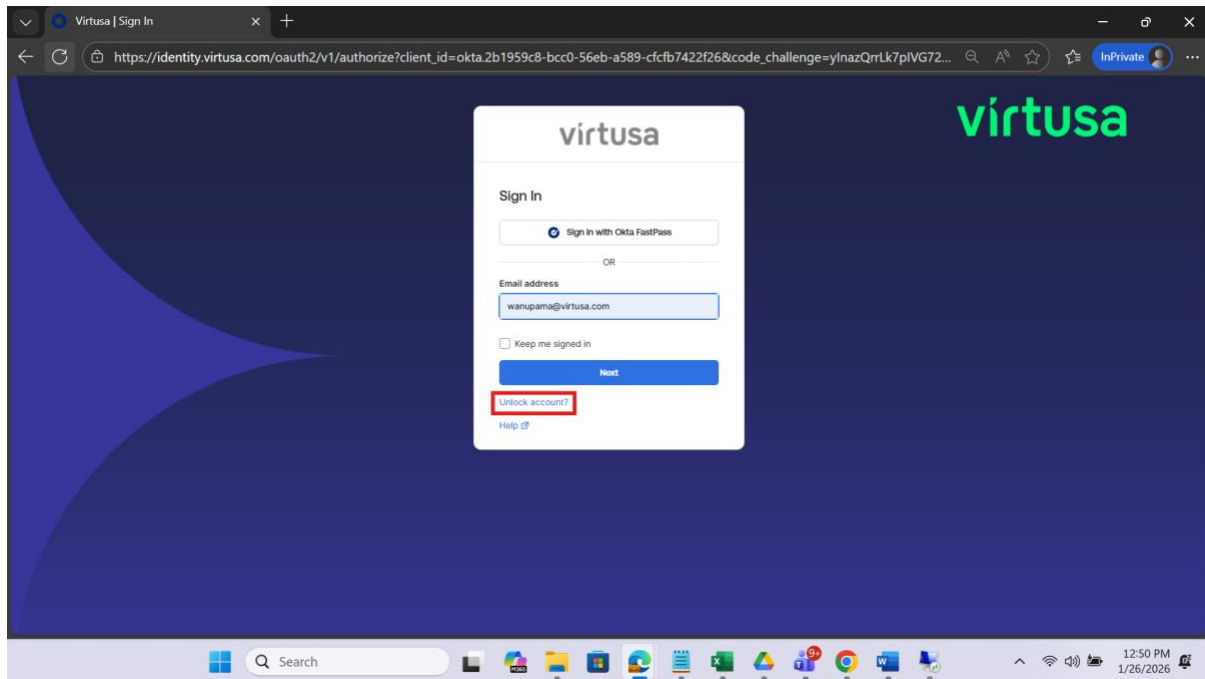 Virtusa | Sign In
https://identity.virtusa.com/oauth2/v1/authorize?client_id=okta.2b1959c8-bcc0-56eb-a589-cfcfb7422f26&code_challenge=yInazQrrLk7pIVG72...
InPrivate
virtusa
virtusa
Sign In
Sign in with Okta FastPass
OR
Email address
wanupama@virtusa.com
Keep me signed in
Next
Unlock account?
Help
Search
M365
9+
12:50 PM
1/26/2026